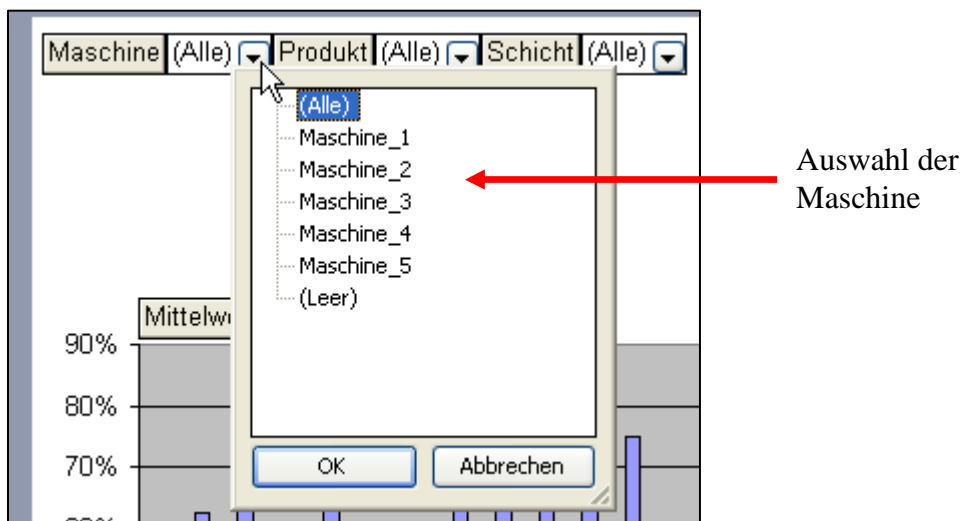 Maschine (Alle) Produkt (Alle) Schicht (Alle)
(Alle)
Maschine_1
Maschine_2
Maschine_3
Maschine_4
Maschine_5
(Leer)
Auswahl der
Maschine
90%
80%
70%
OK Abbrechen